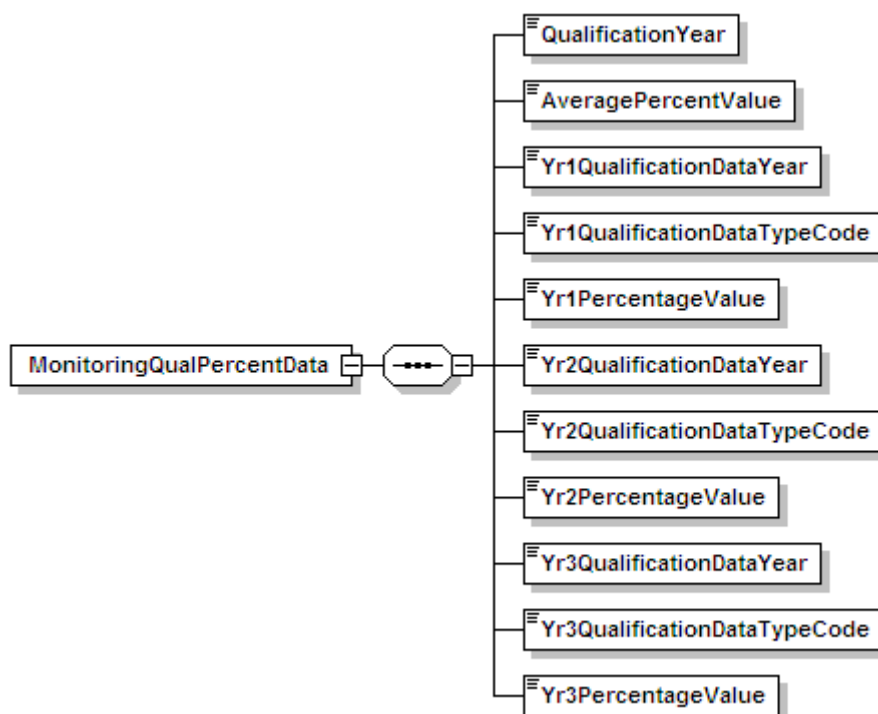 QualificationYear
AveragePercentValue
Yr1QualificationDataYear
Yr1QualificationDataTypeCode
Yr1PercentageValue
MonitoringQualPercentData
Yr2QualificationDataYear
Yr2QualificationDataTypeCode
Yr2PercentageValue
Yr3QualificationDataYear
Yr3QualificationDataTypeCode
Yr3PercentageValue